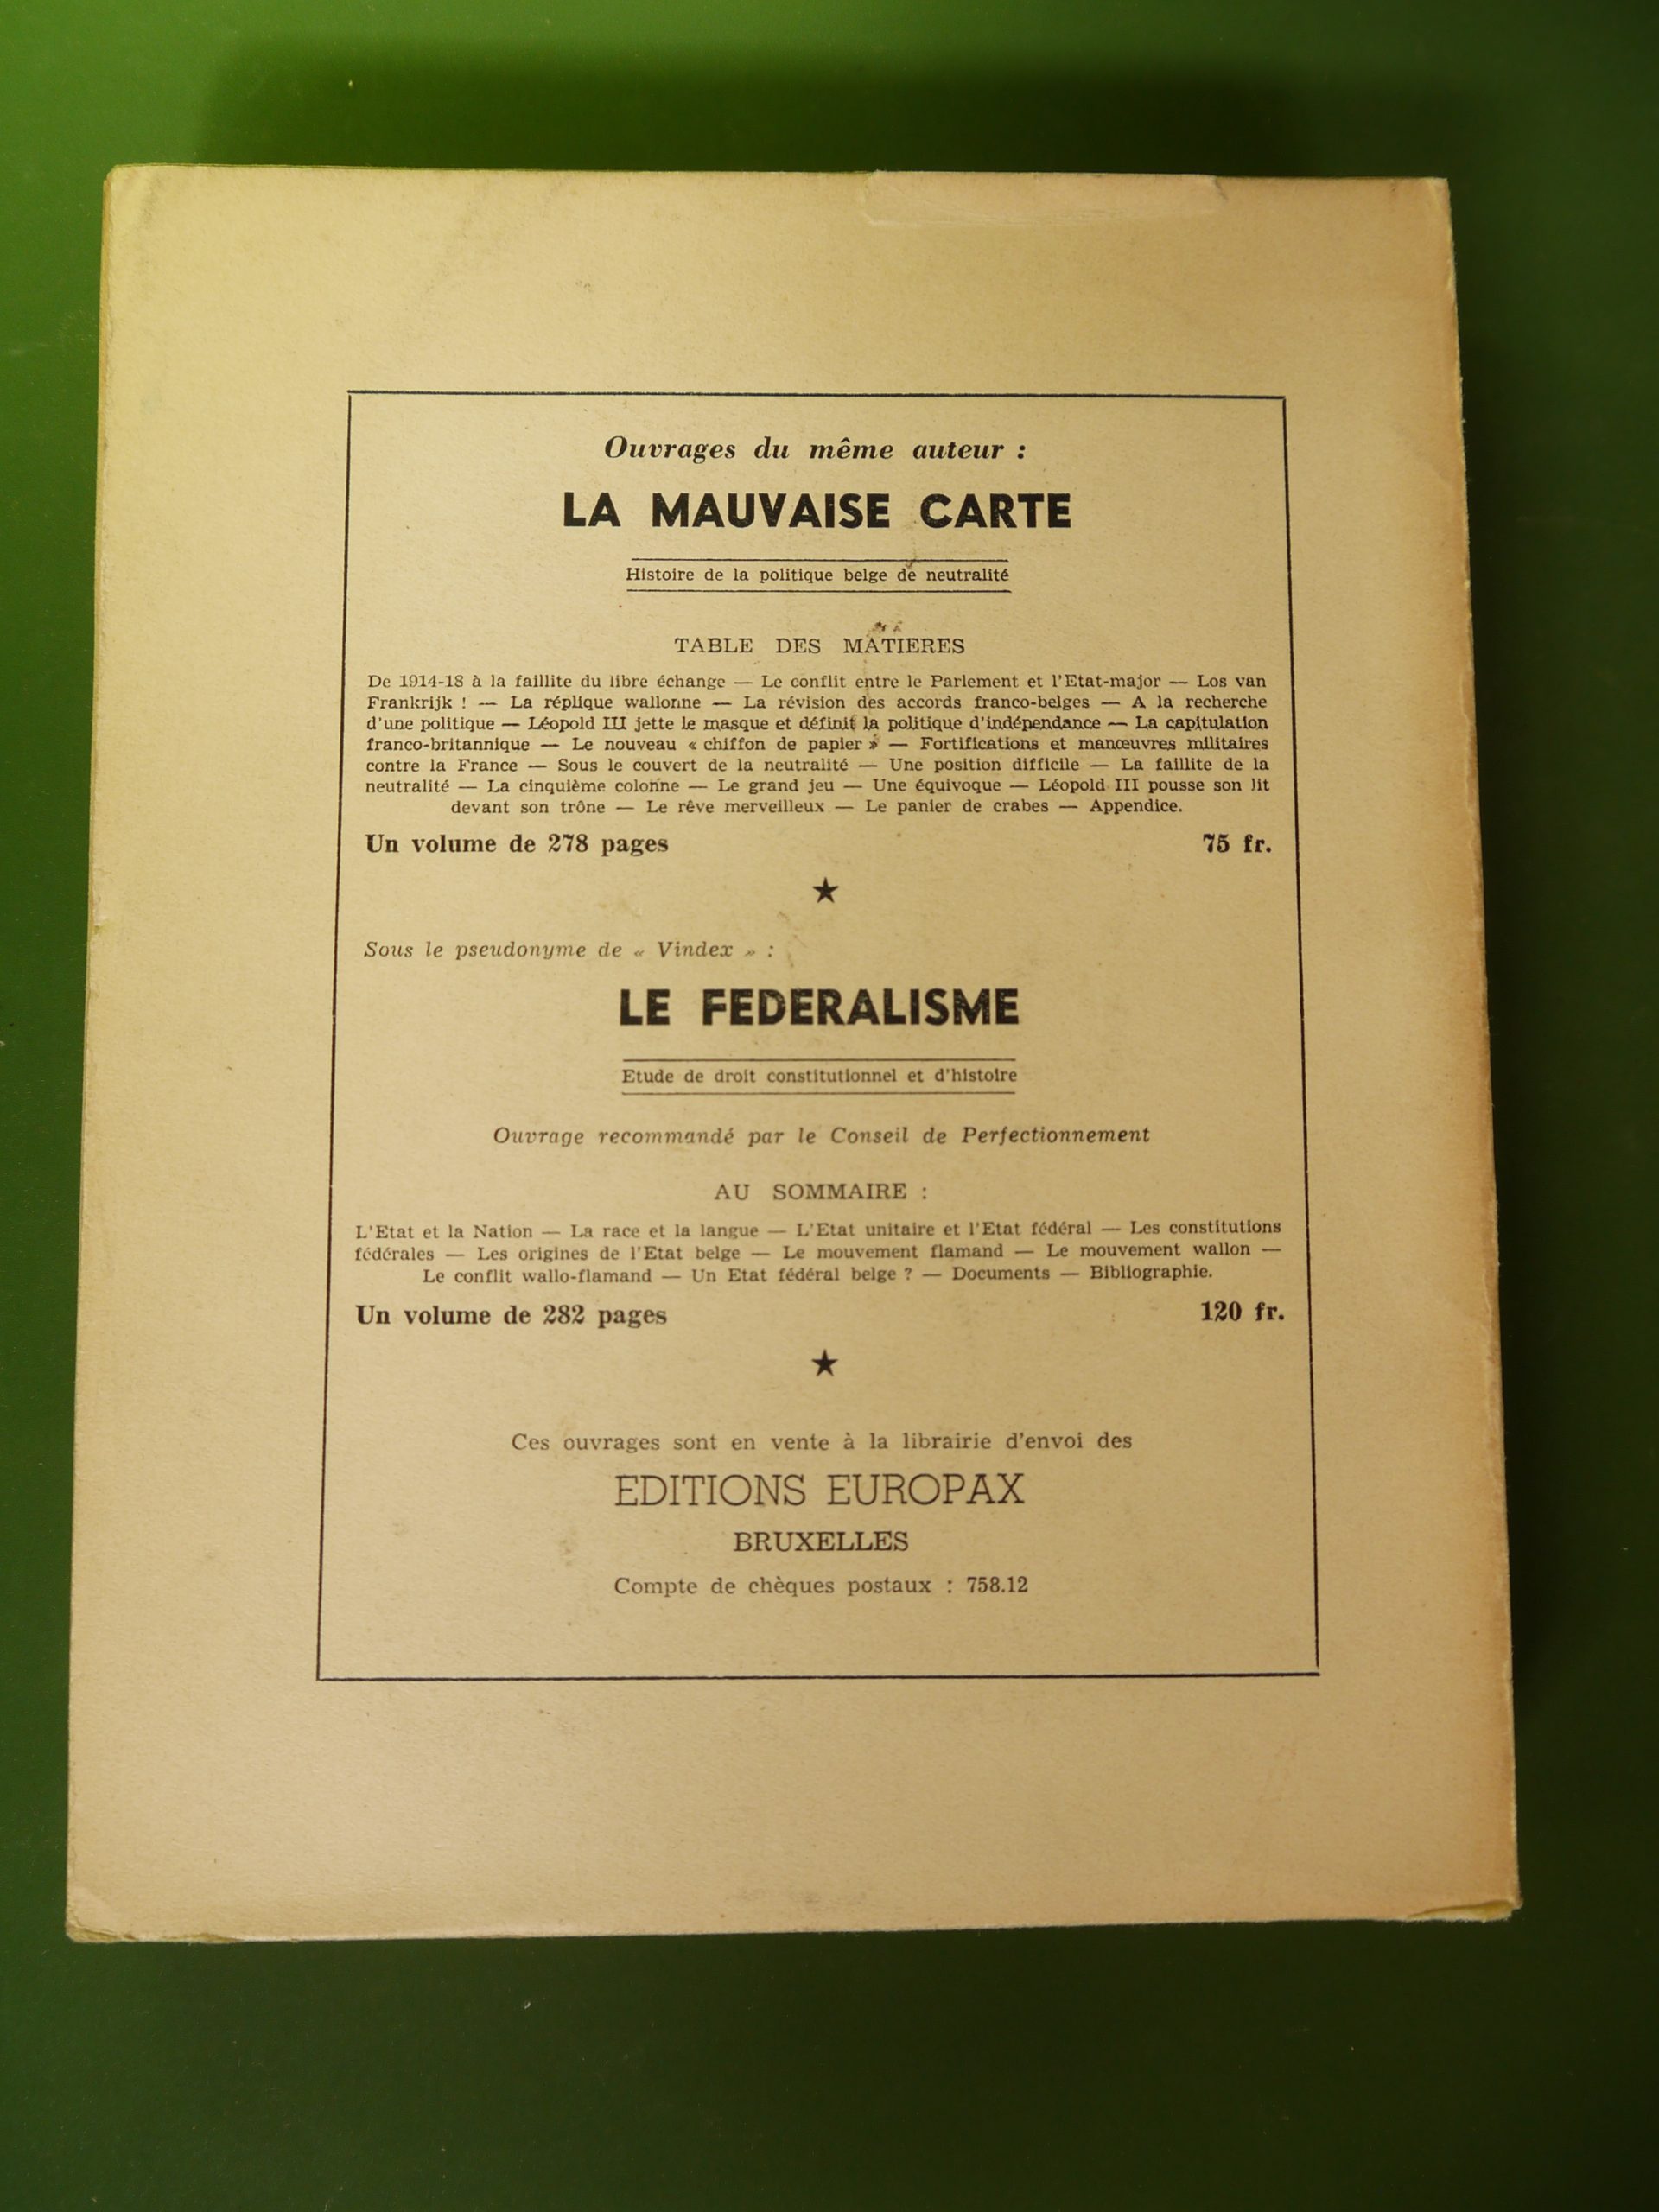 Ouvrages du même auteur :
LA MAUVAISE CARTE
Histoire de la politique belge de neutralité
TABLE DES MATIERES
De 1914-18 à la faillite du libre échange — Le conflit entre le Parlement et l'Etat-major — Los van
Frankrijk ! — La réplique wallonne — La révision des accords franco-belges — A la recherche
d'une politique — Léopold III jette le masque et définit la politique d'indépendance — La capitulation
franco-britannique — Le nouveau « chiffon de papier » — Fortifications et manœuvres militaires
contre la France — Sous le couvert de la neutralité — Une position difficile — La faillite de la
neutralité — La cinquième colonne — Le grand jeu — Une équivoque — Léopold III pousse son lit
devant son trône — Le rêve merveilleux — Le panier de crabes — Appendice.
Un volume de 278 pages 75 fr.
★
Sous le pseudonyme de « Vindex » :
LE FEDERALISME
Etude de droit constitutionnel et d'histoire
Ouvrage recommandé par le Conseil de Perfectionnement
AU SOMMAIRE :
L'Etat et la Nation — La race et la langue — L'Etat unitaire et l'Etat fédéral — Les constitutions
fédérales — Les origines de l'Etat belge — Le mouvement flamand — Le mouvement wallon —
Le conflit wallo-flamand — Un Etat fédéral belge ? — Documents — Bibliographie.
Un volume de 282 pages 120 fr.
★
Ces ouvrages sont en vente à la librairie d'envoi des
EDITIONS EUROPAX
BRUXELLES
Compte de chèques postaux : 758.12